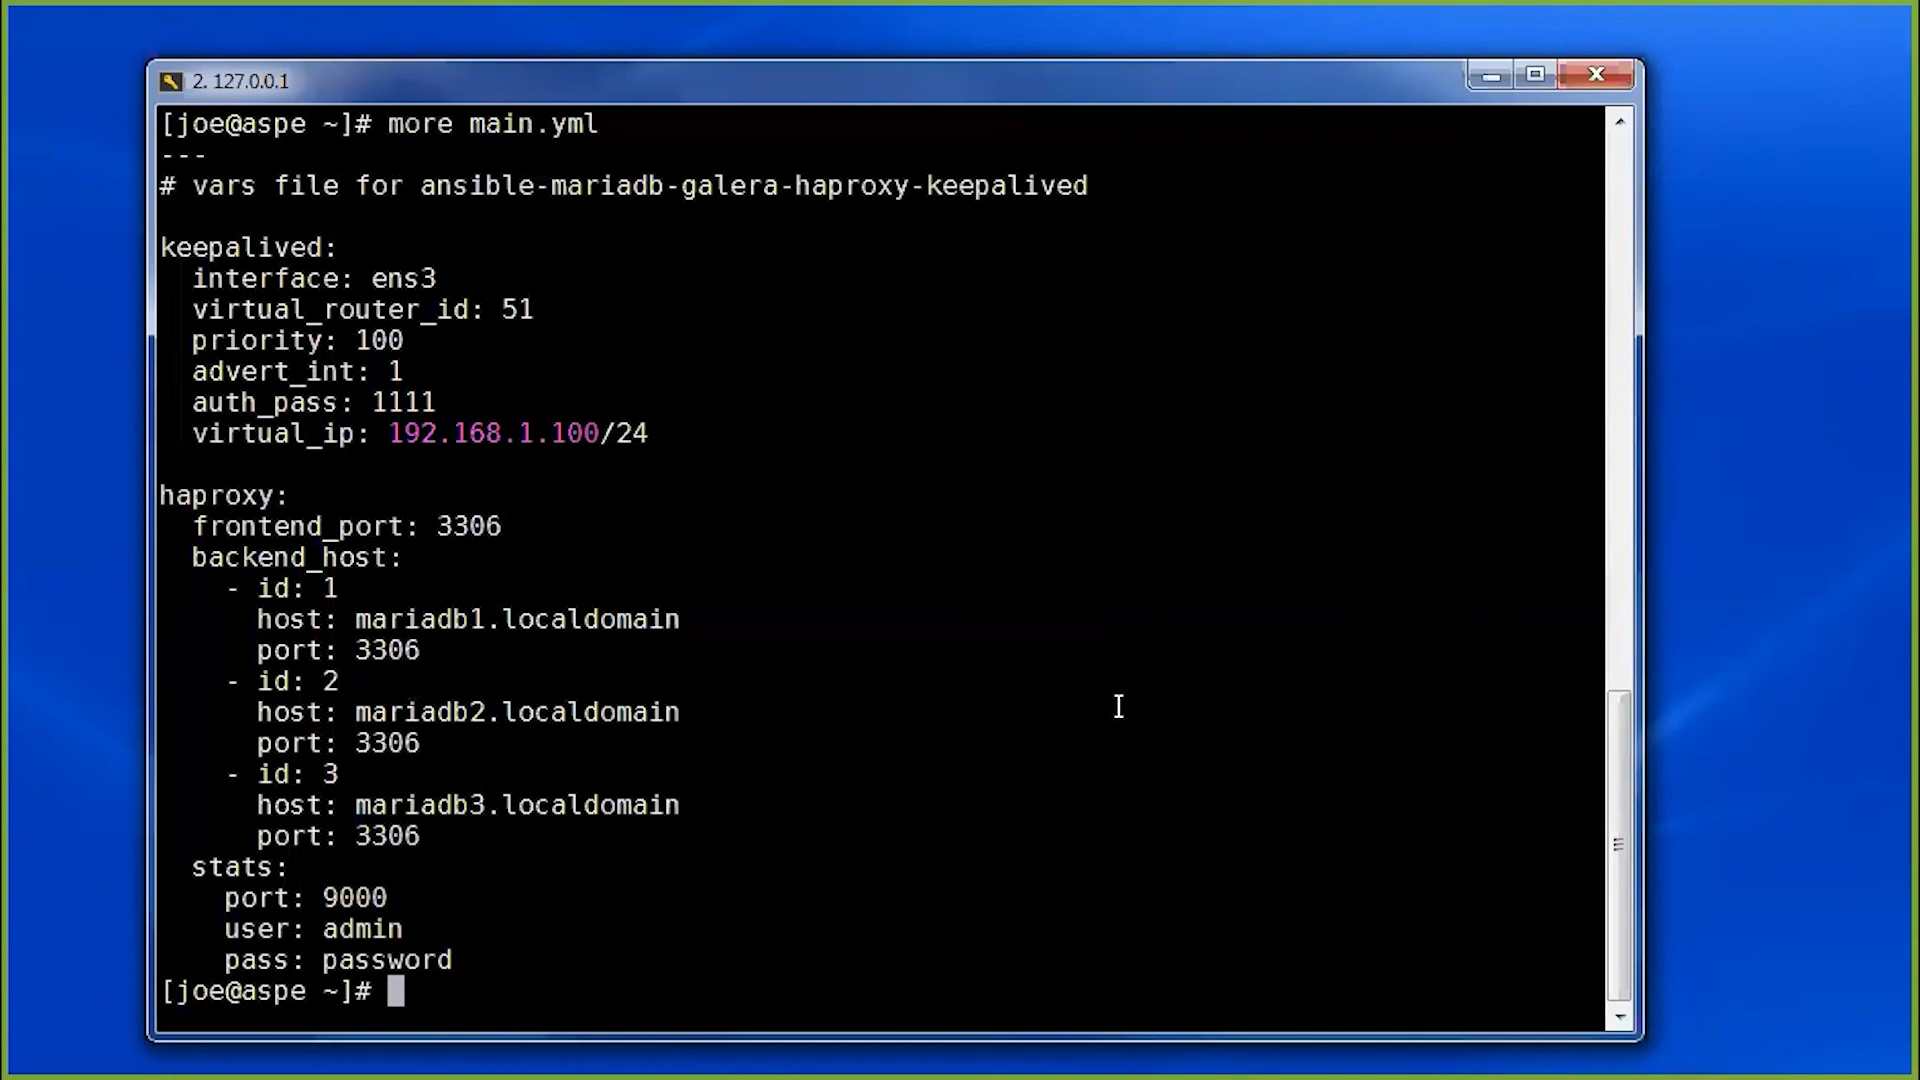 2. 127.0.0.1
[joe@aspe ~]# more main.yml
---
# vars file for ansible-mariadb-galera-haproxy-keepalived

keepalived:
  interface: ens3
  virtual_router_id: 51
  priority: 100
  advert_int: 1
  auth_pass: 1111
  virtual_ip: 192.168.1.100/24

haproxy:
  frontend_port: 3306
  backend_host:
    - id: 1
      host: mariadb1.localdomain
      port: 3306
    - id: 2
      host: mariadb2.localdomain
      port: 3306
    - id: 3
      host: mariadb3.localdomain
      port: 3306
  stats:
    port: 9000
    user: admin
    pass: password
[joe@aspe ~]#